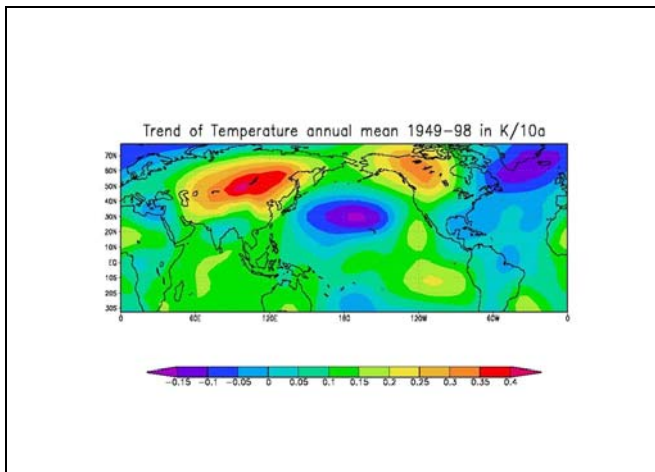 Trend of Temperature annual mean 1949-98 in K/10a
70N
60N
50N
40N
30N
20N
10N
EQ
10S
20S
30S
0 60E 120E 180 120W 60W 0
-0.15 -0.1 -0.05 0 0.05 0.1 0.15 0.2 0.25 0.3 0.35 0.4